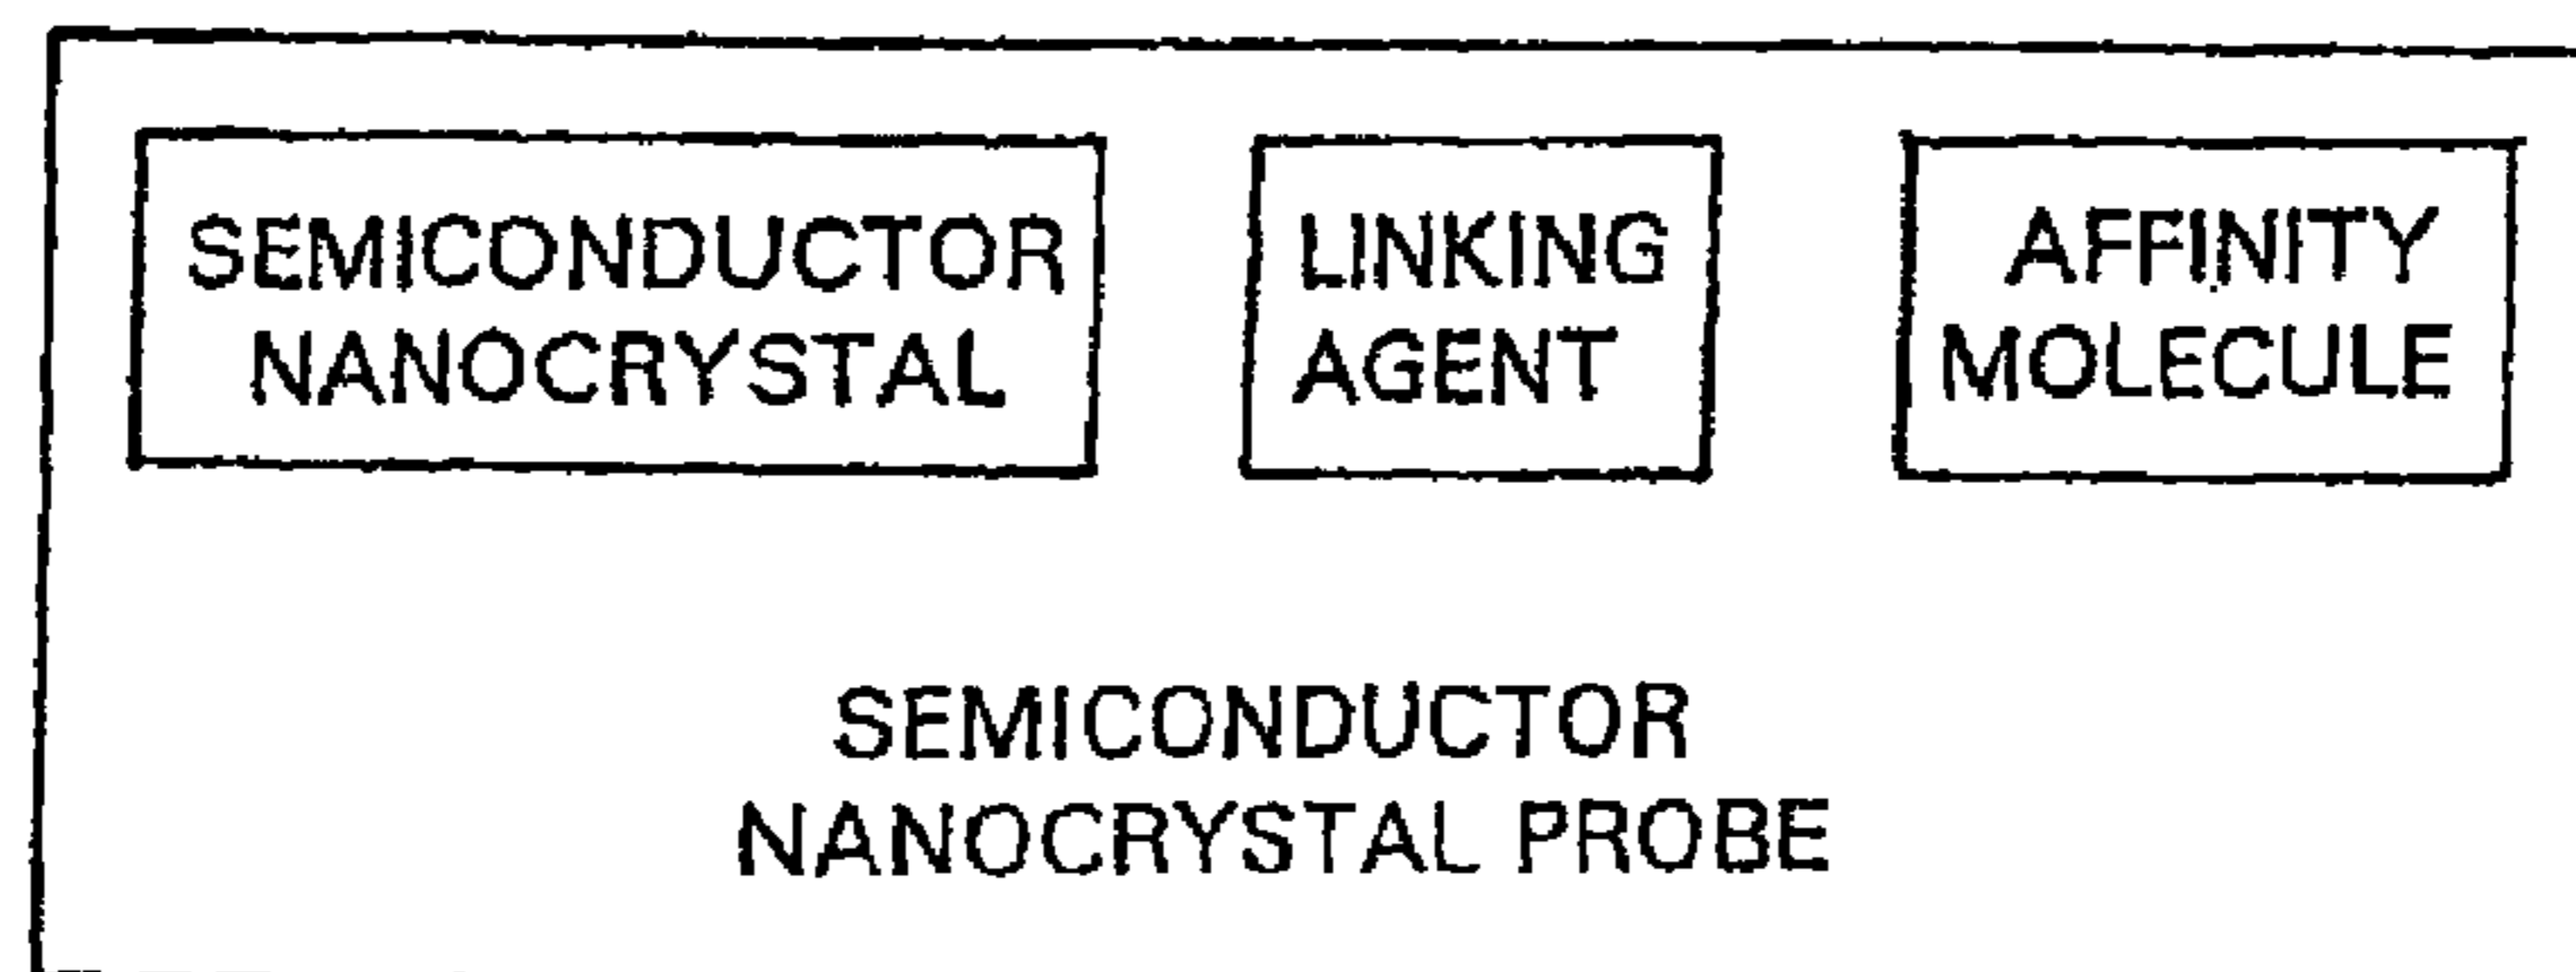 SEMICONDUCTOR
NANOCRYSTAL
LINKING
AGENT
AFFINITY
MOLECULE
SEMICONDUCTOR
NANOCRYSTAL PROBE